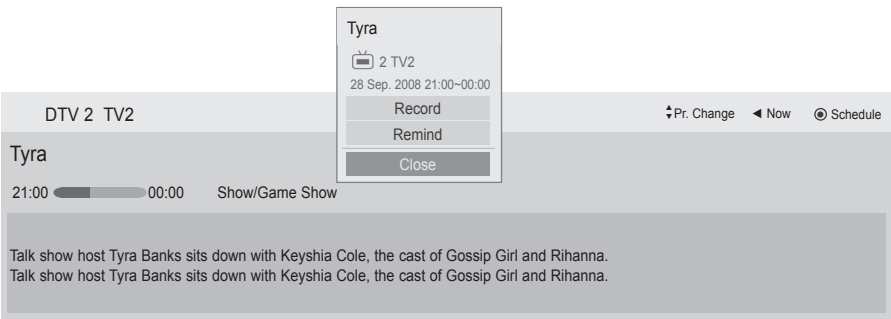 Tyra
2 TV2
28 Sep. 2008 21:00~00:00
Record
Remind
Close
DTV 2 TV2
Pr. Change
Now
Schedule
Tyra
21:00 00:00 Show/Game Show
Talk show host Tyra Banks sits down with Keyshia Cole, the cast of Gossip Girl and Rihanna.
Talk show host Tyra Banks sits down with Keyshia Cole, the cast of Gossip Girl and Rihanna.